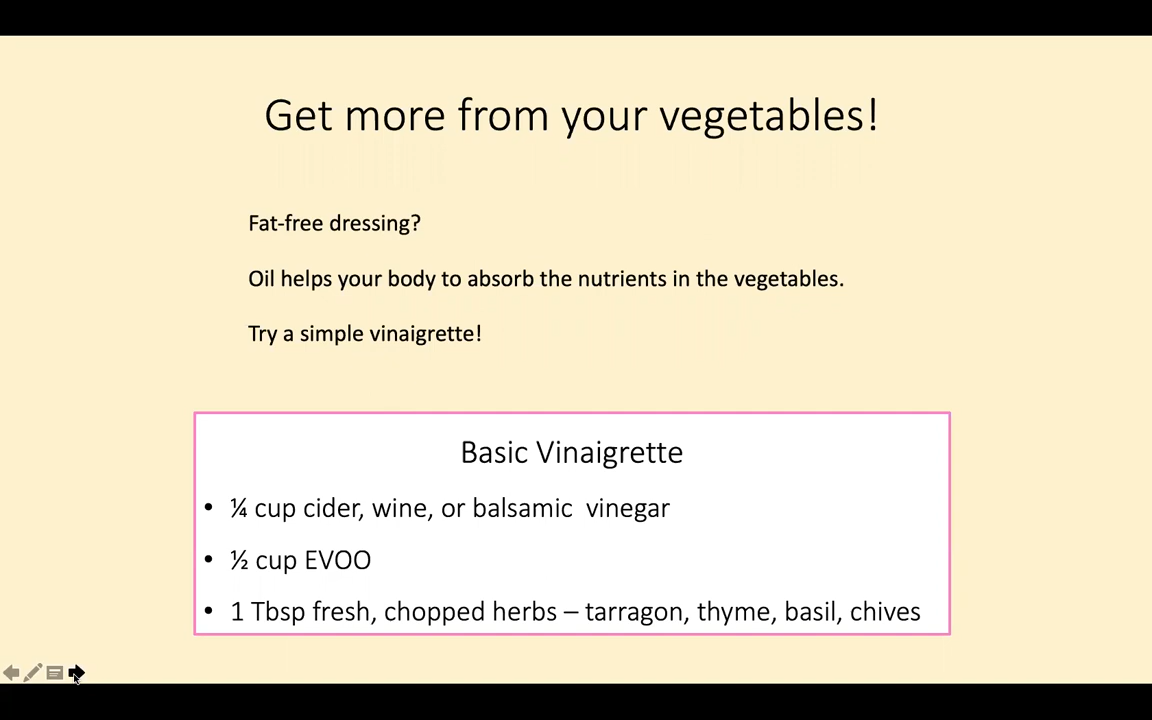 Get more from your vegetables!
Fat-free dressing?
Oil helps your body to absorb the nutrients in the vegetables.
Try a simple vinaigrette!
Basic Vinaigrette
• ¼ cup cider, wine, or balsamic  vinegar
• ½ cup EVOO
• 1 Tbsp fresh, chopped herbs – tarragon, thyme, basil, chives